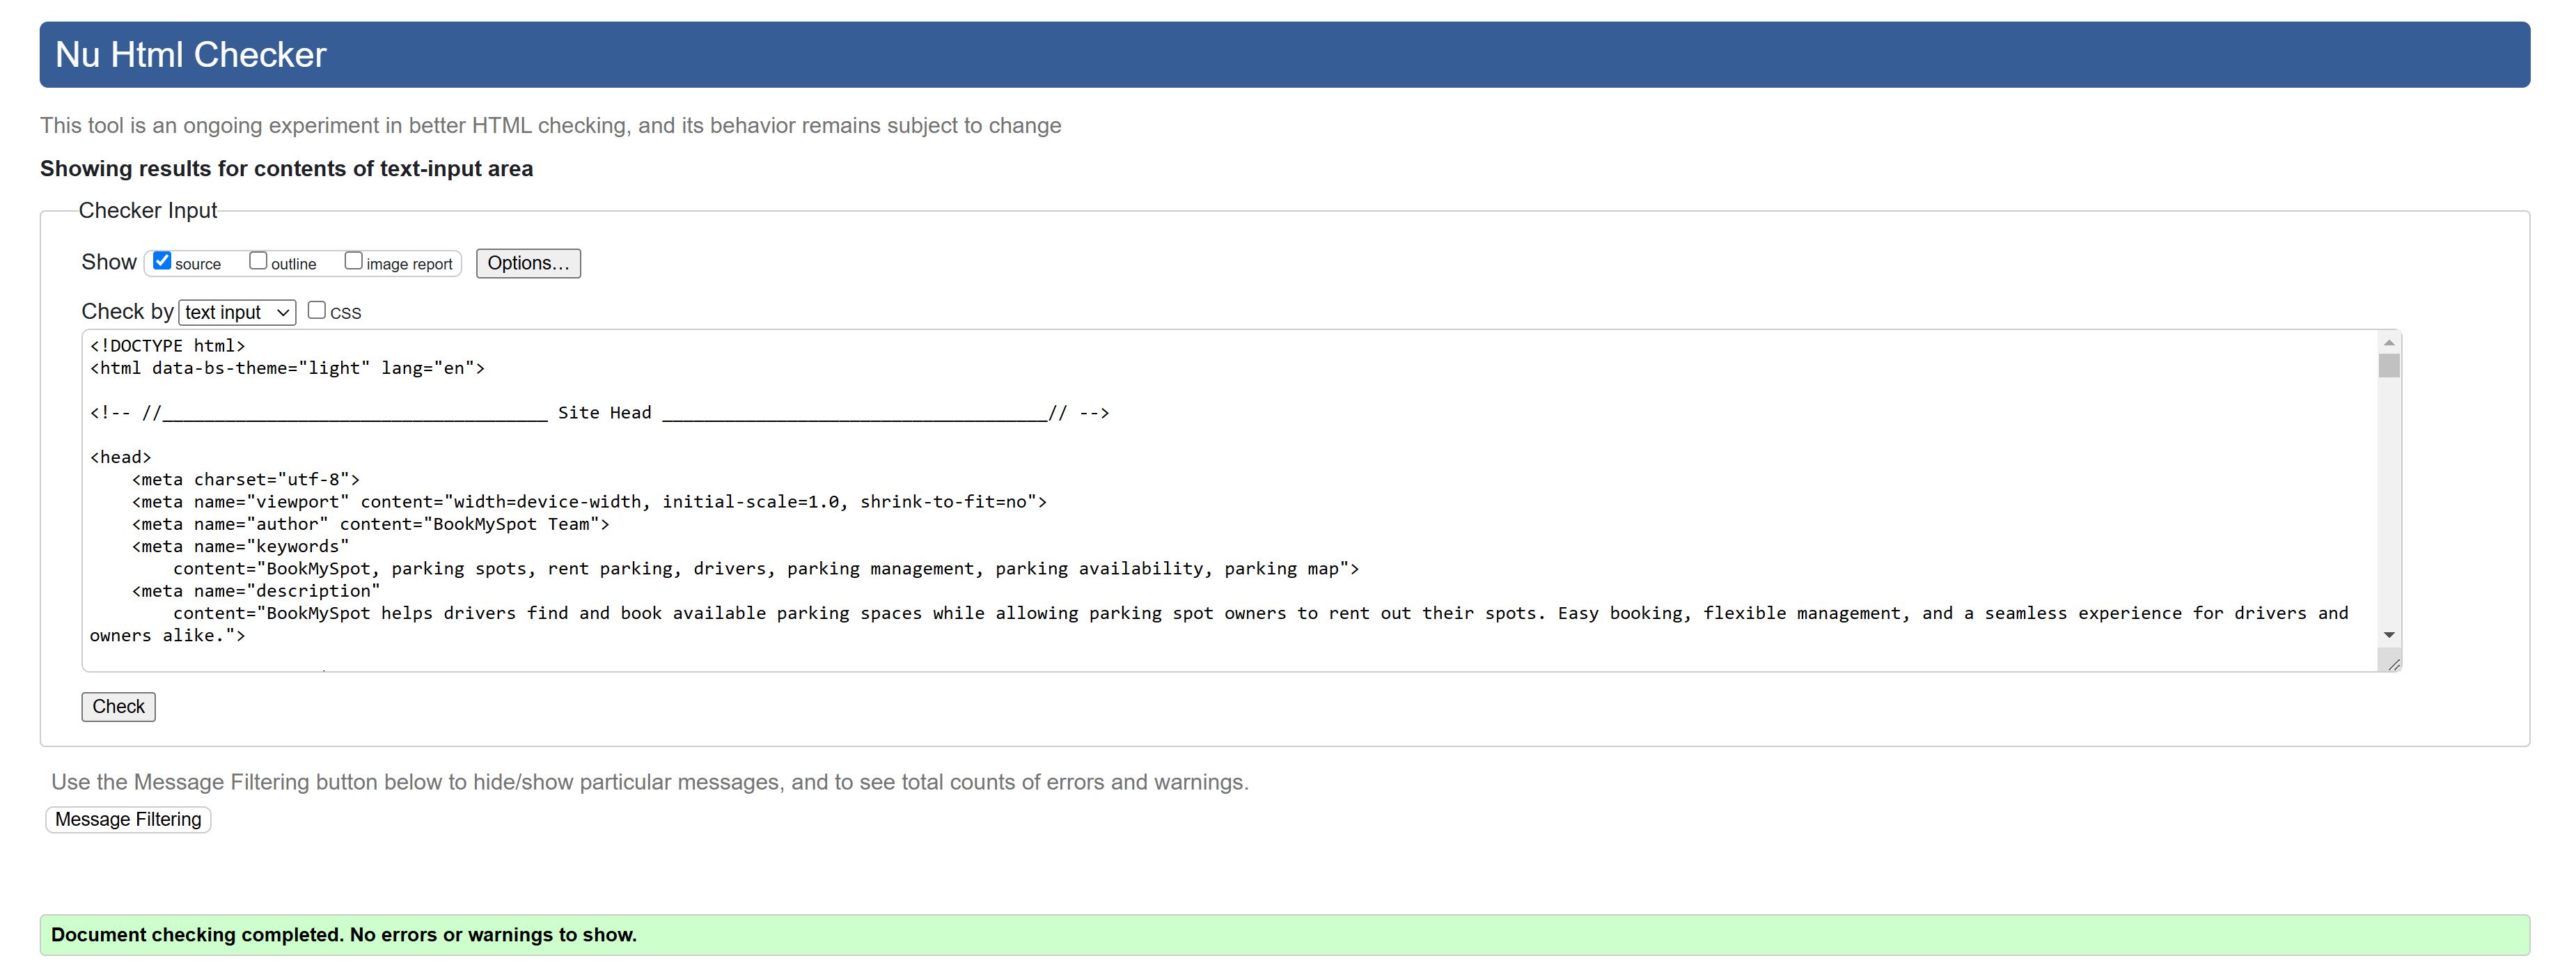 Nu Html Checker
This tool is an ongoing experiment in better HTML checking, and its behavior remains subject to change
Showing results for contents of text-input area
Checker Input
Show source outline image report Options...
Check by text input CSS
<!DOCTYPE html>
<html data-bs-theme="light" lang="en">
<!-- //_____________________________________ Site Head _____________________________________// -->
<head>
<meta charset="utf-8">
<meta name="viewport" content="width=device-width, initial-scale=1.0, shrink-to-fit=no">
<meta name="author" content="BookMySpot Team">
<meta name="keywords"
content="BookMySpot, parking spots, rent parking, drivers, parking management, parking availability, parking map">
<meta name="description"
content="BookMySpot helps drivers find and book available parking spaces while allowing parking spot owners to rent out their spots. Easy booking, flexible management, and a seamless experience for drivers and
owners alike.">
Check
Use the Message Filtering button below to hide/show particular messages, and to see total counts of errors and warnings.
Message Filtering
Document checking completed. No errors or warnings to show.